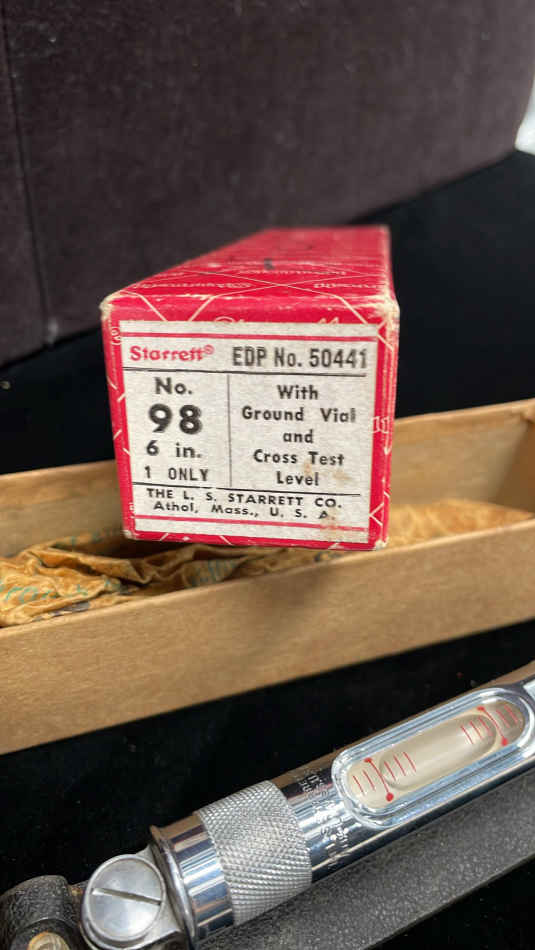 Starrett® EDP No. 50441
No.
98
6 in.
1 ONLY
With
Ground Vial
and
Cross Test
Level
THE L. S. STARRETT CO.
Athol, Mass., U. S. A.